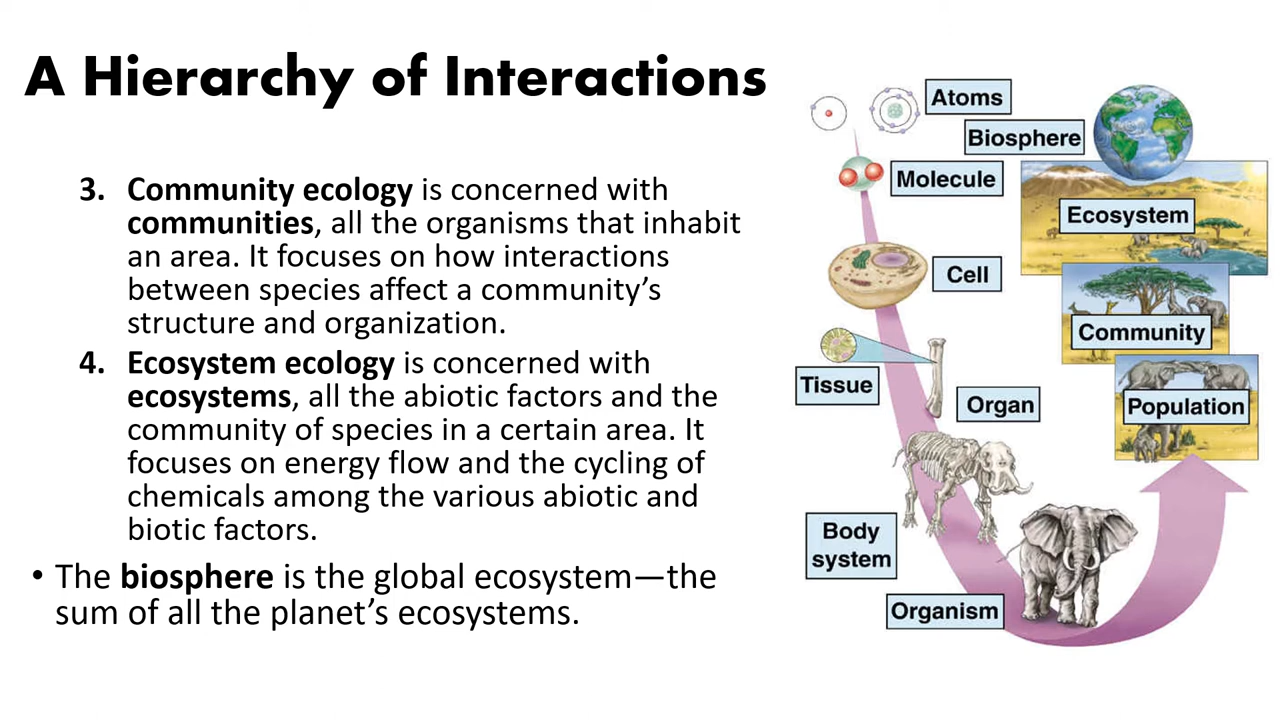 A Hierarchy of Interactions
3. Community ecology is concerned with
communities, all the organisms that inhabit
an area. It focuses on how interactions
between species affect a community’s
structure and organization.
4. Ecosystem ecology is concerned with
ecosystems, all the abiotic factors and the
community of species in a certain area. It
focuses on energy flow and the cycling of
chemicals among the various abiotic and
biotic factors.
• The biosphere is the global ecosystem—the
sum of all the planet’s ecosystems.
Atoms
Biosphere
Molecule
Ecosystem
Cell
Community
Tissue
Organ
Population
Body
system
Organism